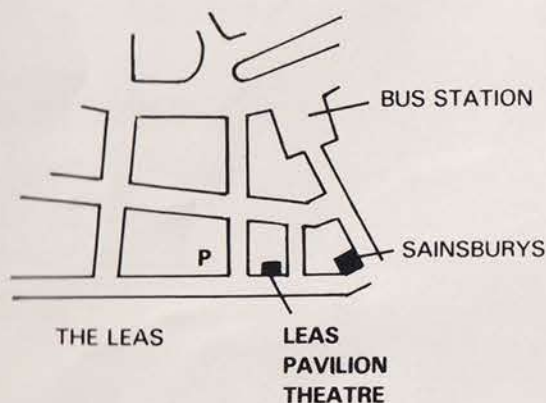 BUS STATION
SAINSBURYS
P
THE LEAS
LEAS
PAVILION
THEATRE